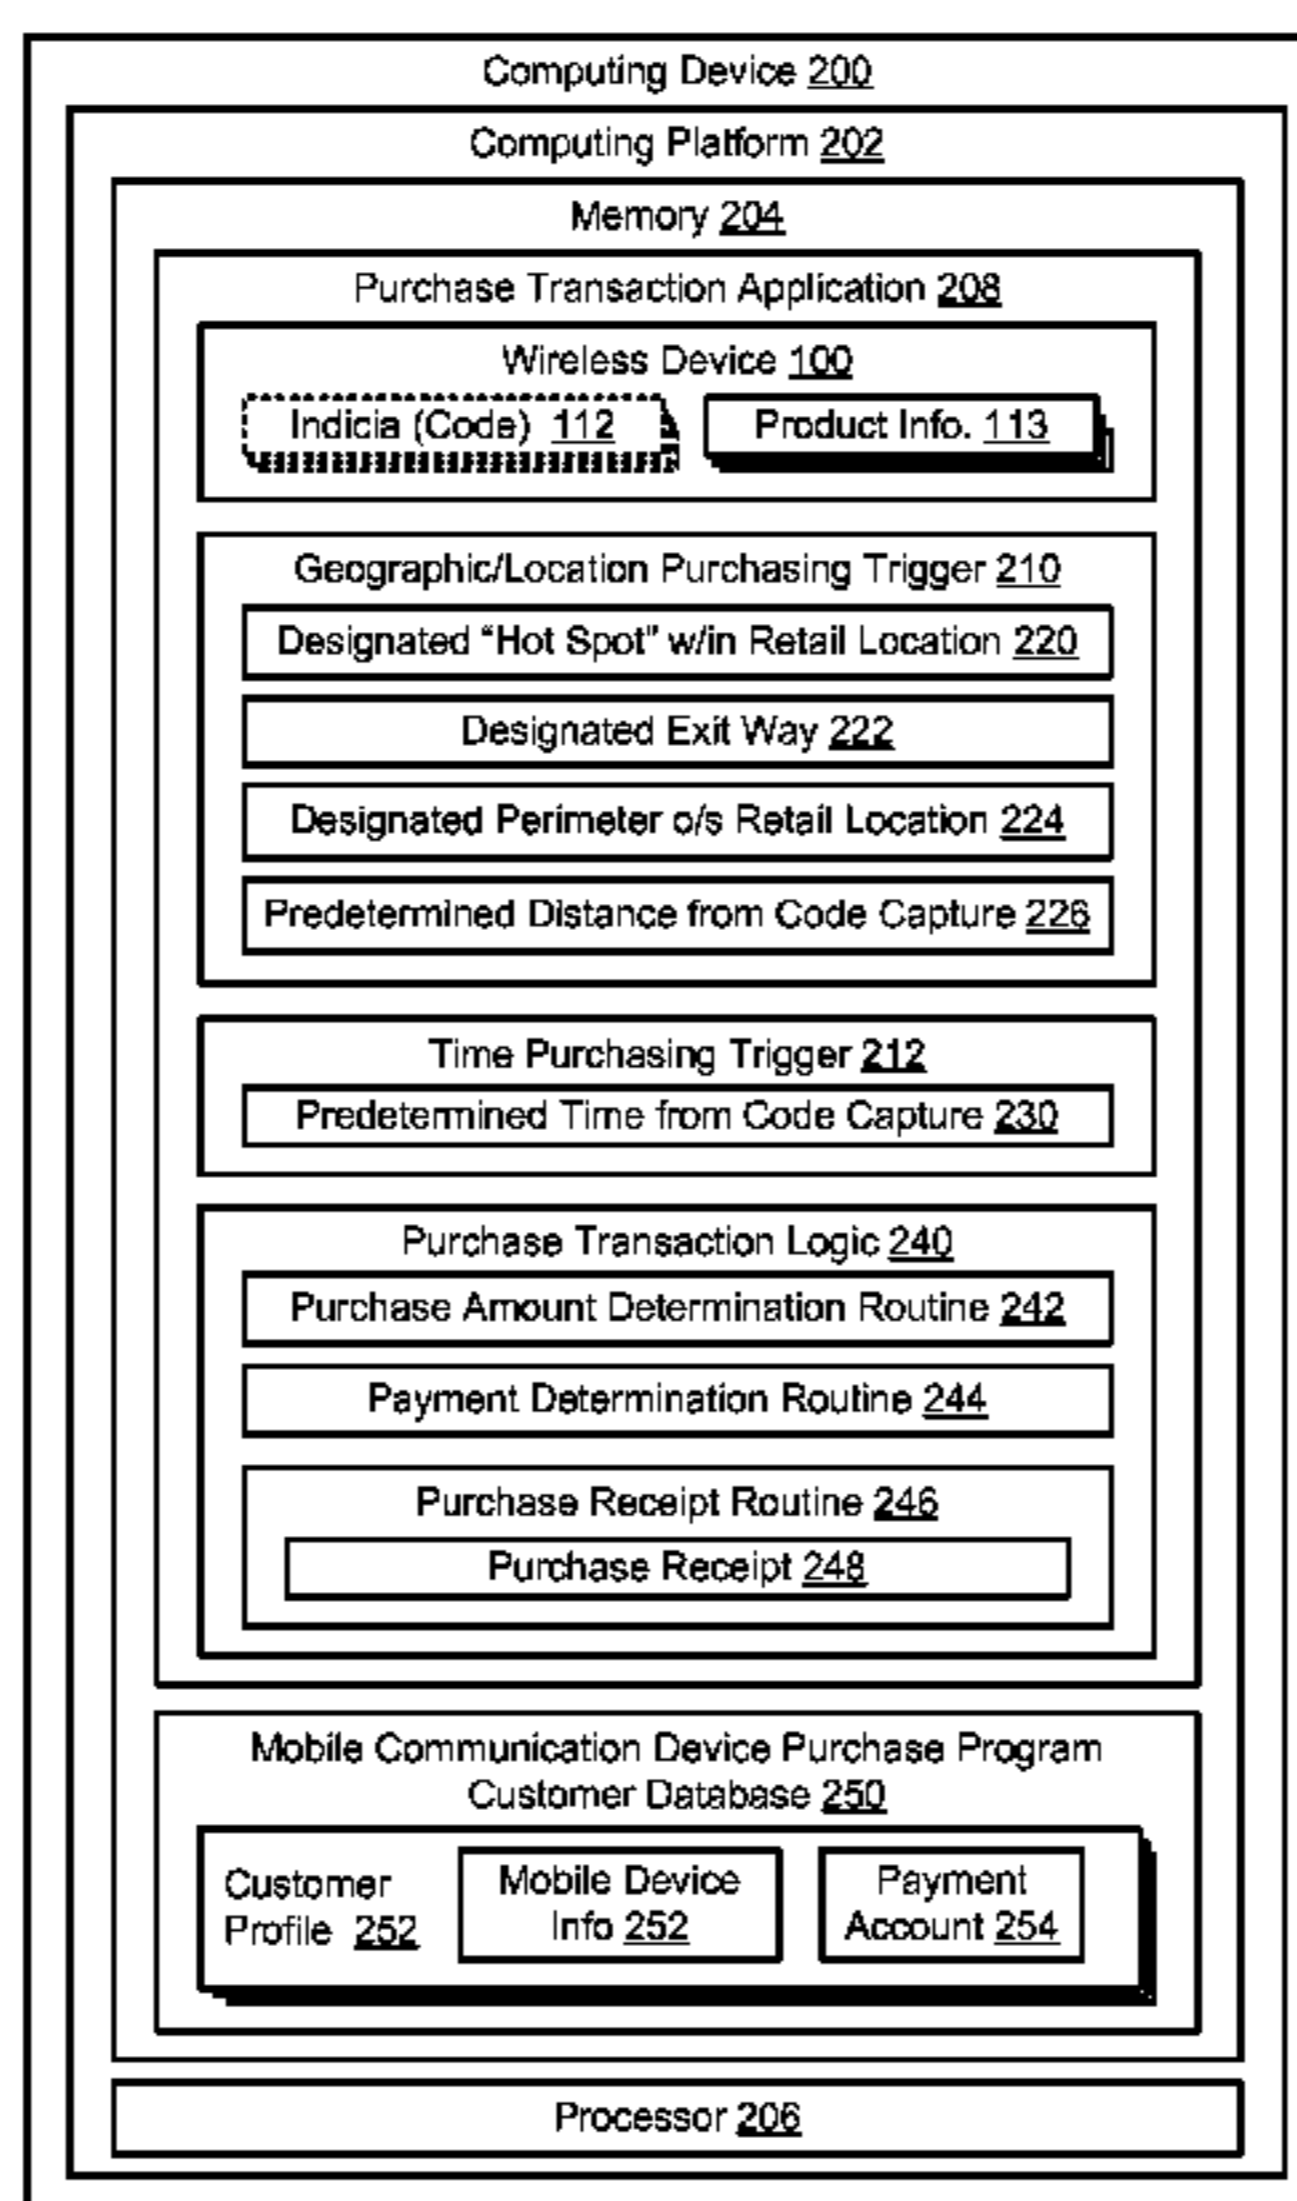 Computing Device 200
Computing Platform 202
Memory 204
Purchase Transaction Application 208
Wireless Device 100
Indicia (Code) 112
Product Info. 113
Geographic/Location Purchasing Trigger 210
Designated “Hot Spot” w/in Retail Location 220
Designated Exit Way 222
Designated Perimeter o/s Retail Location 224
Predetermined Distance from Code Capture 226
Time Purchasing Trigger 212
Predetermined Time from Code Capture 230
Purchase Transaction Logic 240
Purchase Amount Determination Routine 242
Payment Determination Routine 244
Purchase Receipt Routine 246
Purchase Receipt 248
Mobile Communication Device Purchase Program
Customer Database 250
Customer
Profile 252
Mobile Device
Info 252
Payment
Account 254
Processor 206